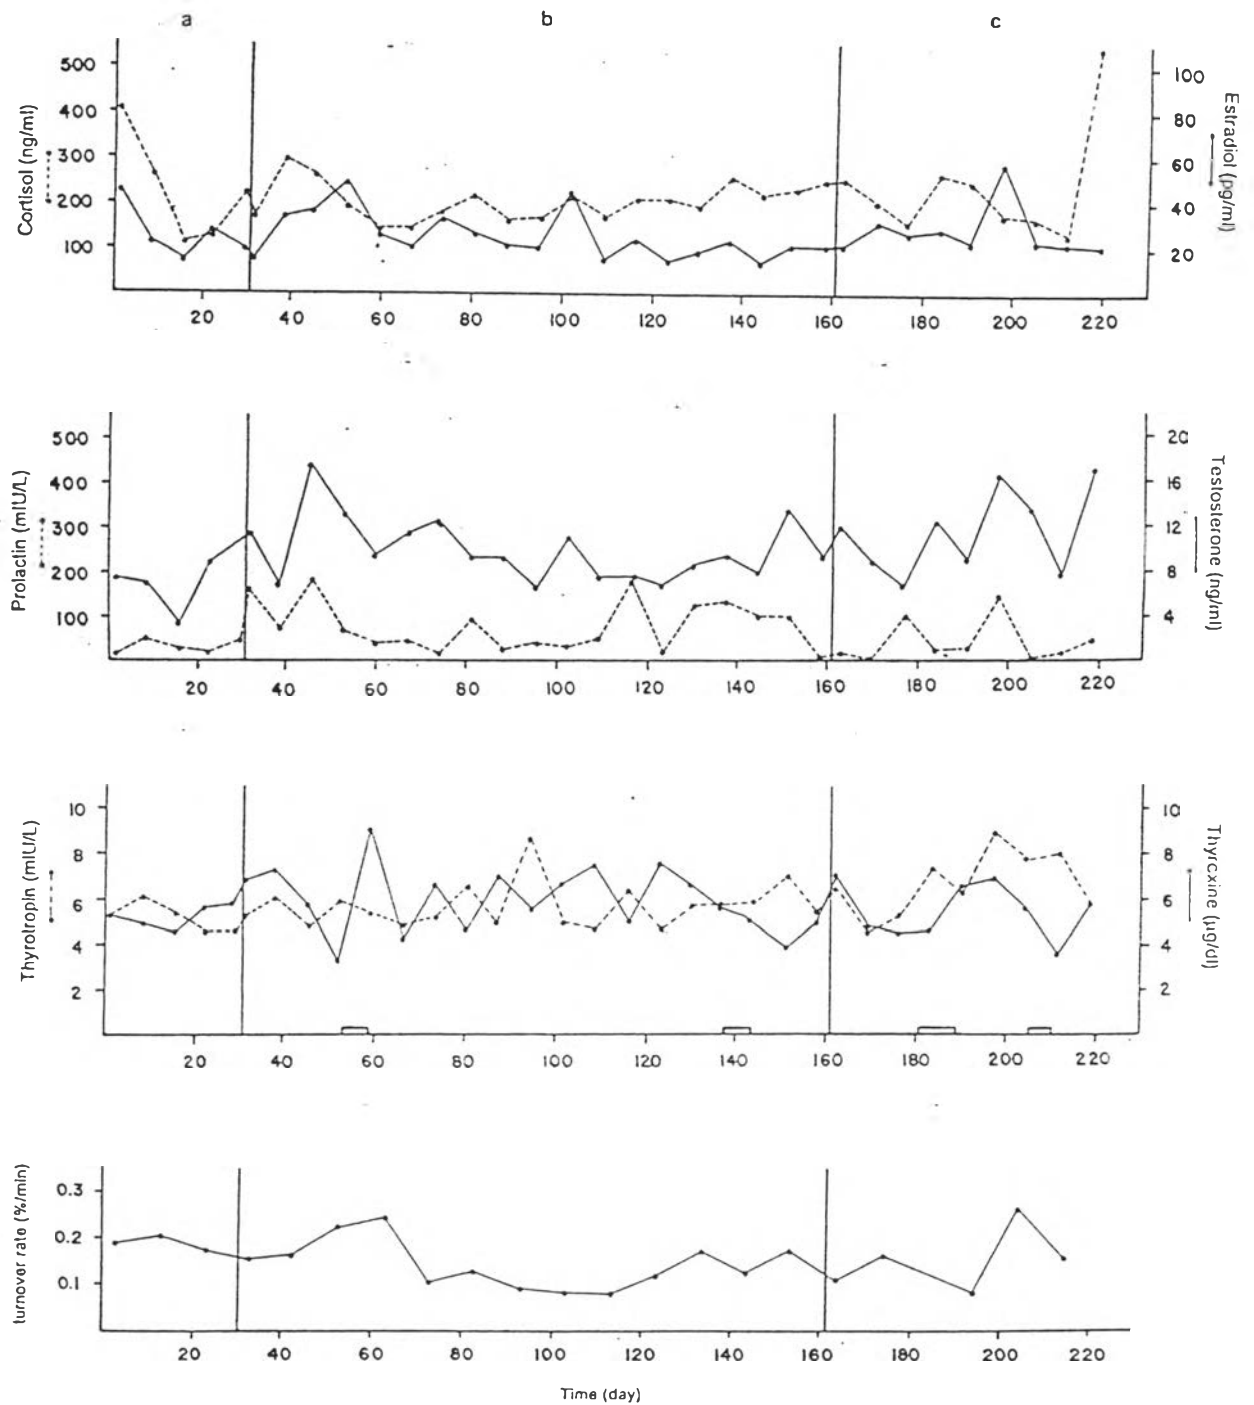 a b c
500 400 300 200 100
Cortisol (ng/ml)
100 80 60 40 20
Estradiol (pg/ml)
20 40 60 80 100 120 140 160 180 200 220
500 400 300 200 100
Prolactin (mIU/L)
20 16 12 8 4
Testosterone (ng/ml)
20 40 60 80 100 120 140 160 180 200 220
10 8 6 4 2
Thyrotropin (mIU/L)
10 8 6 4 2
Thyroxine (μg/dl)
20 40 60 80 100 120 140 160 180 200 220
0.3 0.2 0.1
turnover rate (%/min)
20 40 60 80 100 120 140 160 180 200 220
Time (day)